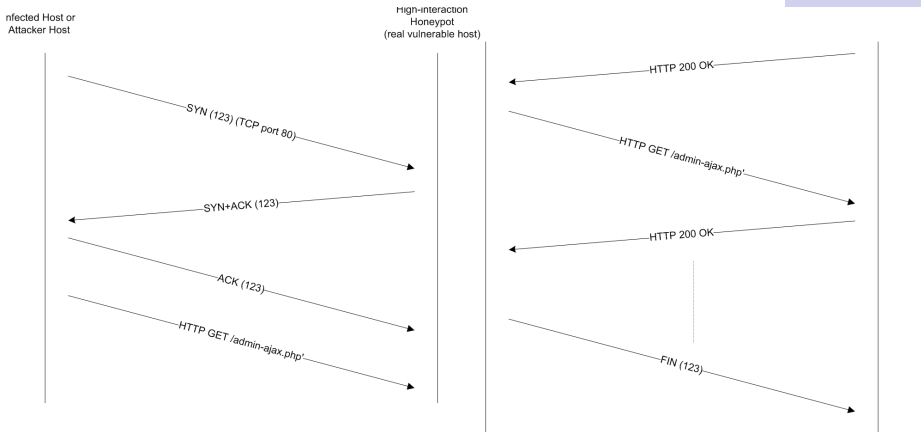 nfected Host or
Attacker Host
High-Interaction
Honeypot
(real vulnerable host)
SYN (123) (TCP port 80)
SYN+ACK (123)
ACK (123)
HTTP GET /admin-ajax.php'
HTTP 200 OK
HTTP GET /admin-ajax.php'
HTTP 200 OK
FIN (123)